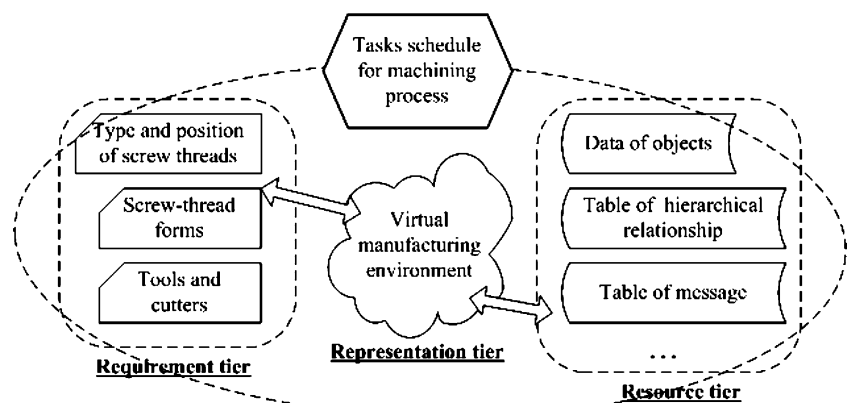 Tasks schedule
for machining
process
Type and position
of screw threads
Screw-thread
forms
Tools and
cutters
Requirement tier
Virtual
manufacturing
environment
Representation tier
Data of objects
Table of hierarchical
relationship
Table of message
...
Resource tier